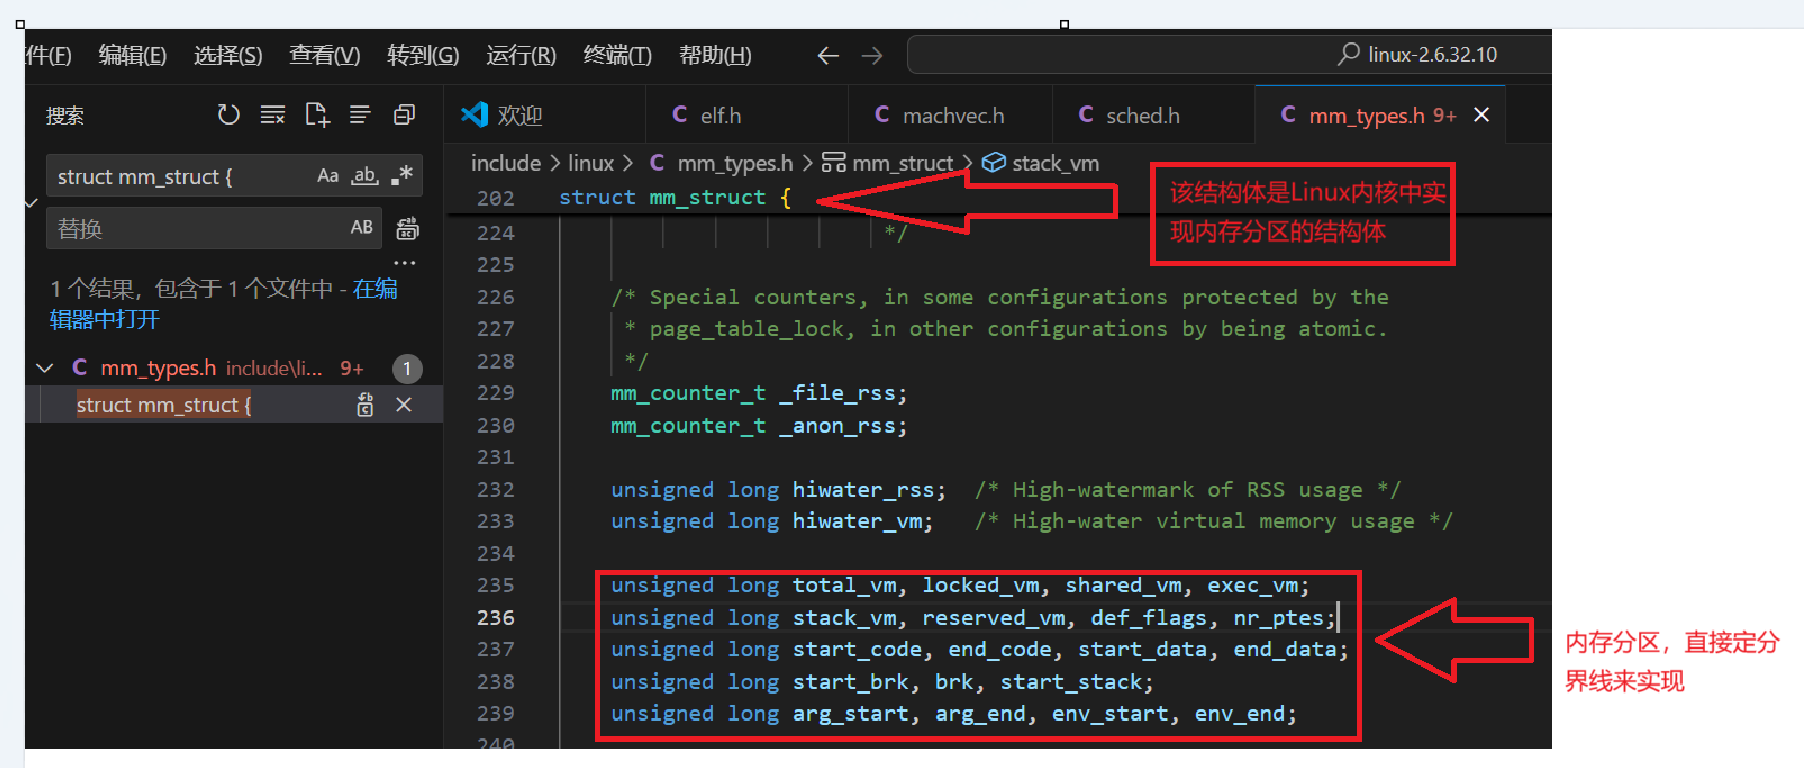 件(F) 编辑(E) 选择(S) 查看(V) 转到(G) 运行(R) 终端(T) 帮助(H) linux-2.6.32.10
搜索
struct mm_struct { Aa ab .*
替换 AB
1 个结果，包含于 1 个文件中 - 在编
辑器中打开
mm_types.h include\li... 9+ 1
struct mm_struct {
欢迎 C elf.h C machvec.h C sched.h C mm_types.h 9+
include > linux > C mm_types.h > mm_struct > stack_vm
202 struct mm_struct {
224 */
225
226 /* Special counters, in some configurations protected by the
227 * page_table_lock, in other configurations by being atomic.
228 */
229 mm_counter_t _file_rss;
230 mm_counter_t _anon_rss;
231
232 unsigned long hiwater_rss; /* High-watermark of RSS usage */
233 unsigned long hiwater_vm; /* High-water virtual memory usage */
234
235 unsigned long total_vm, locked_vm, shared_vm, exec_vm;
236 unsigned long stack_vm, reserved_vm, def_flags, nr_ptes;
237 unsigned long start_code, end_code, start_data, end_data;
238 unsigned long start_brk, brk, start_stack;
239 unsigned long arg_start, arg_end, env_start, env_end;
240
该结构体是Linux内核中实
现内存分区的结构体
内存分区，直接定分
界线来实现